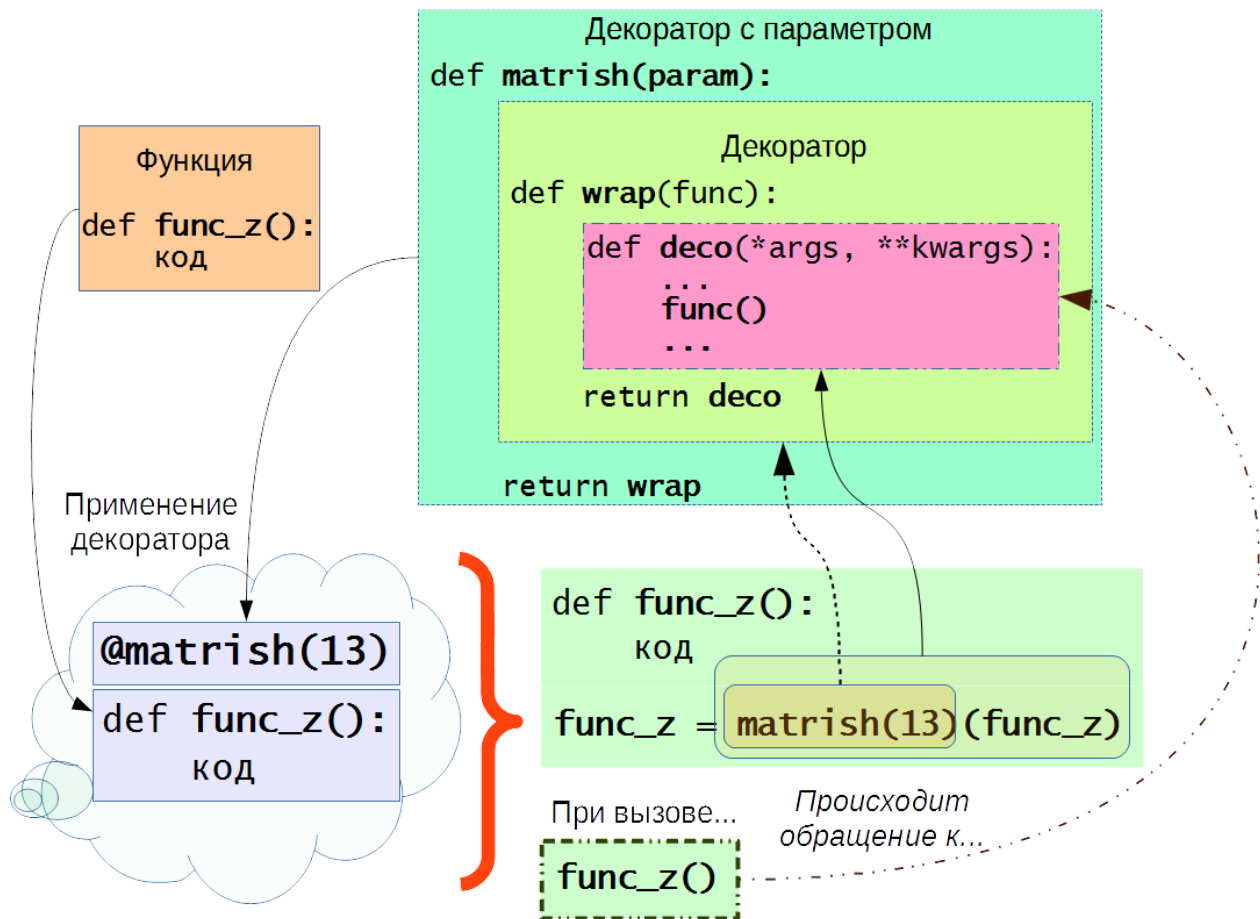 Декоратор с параметром
def matrish(param):
Декоратор
def wrap(func):
def deco(*args, **kwargs):
...
func()
...
return deco
return wrap
Функция
def func_z():
код
Применение
декоратора
@matrish(13)
def func_z():
код
def func_z():
код
func_z = matrish(13)(func_z)
При вызове...
func_z()
Происходит
обращение к...